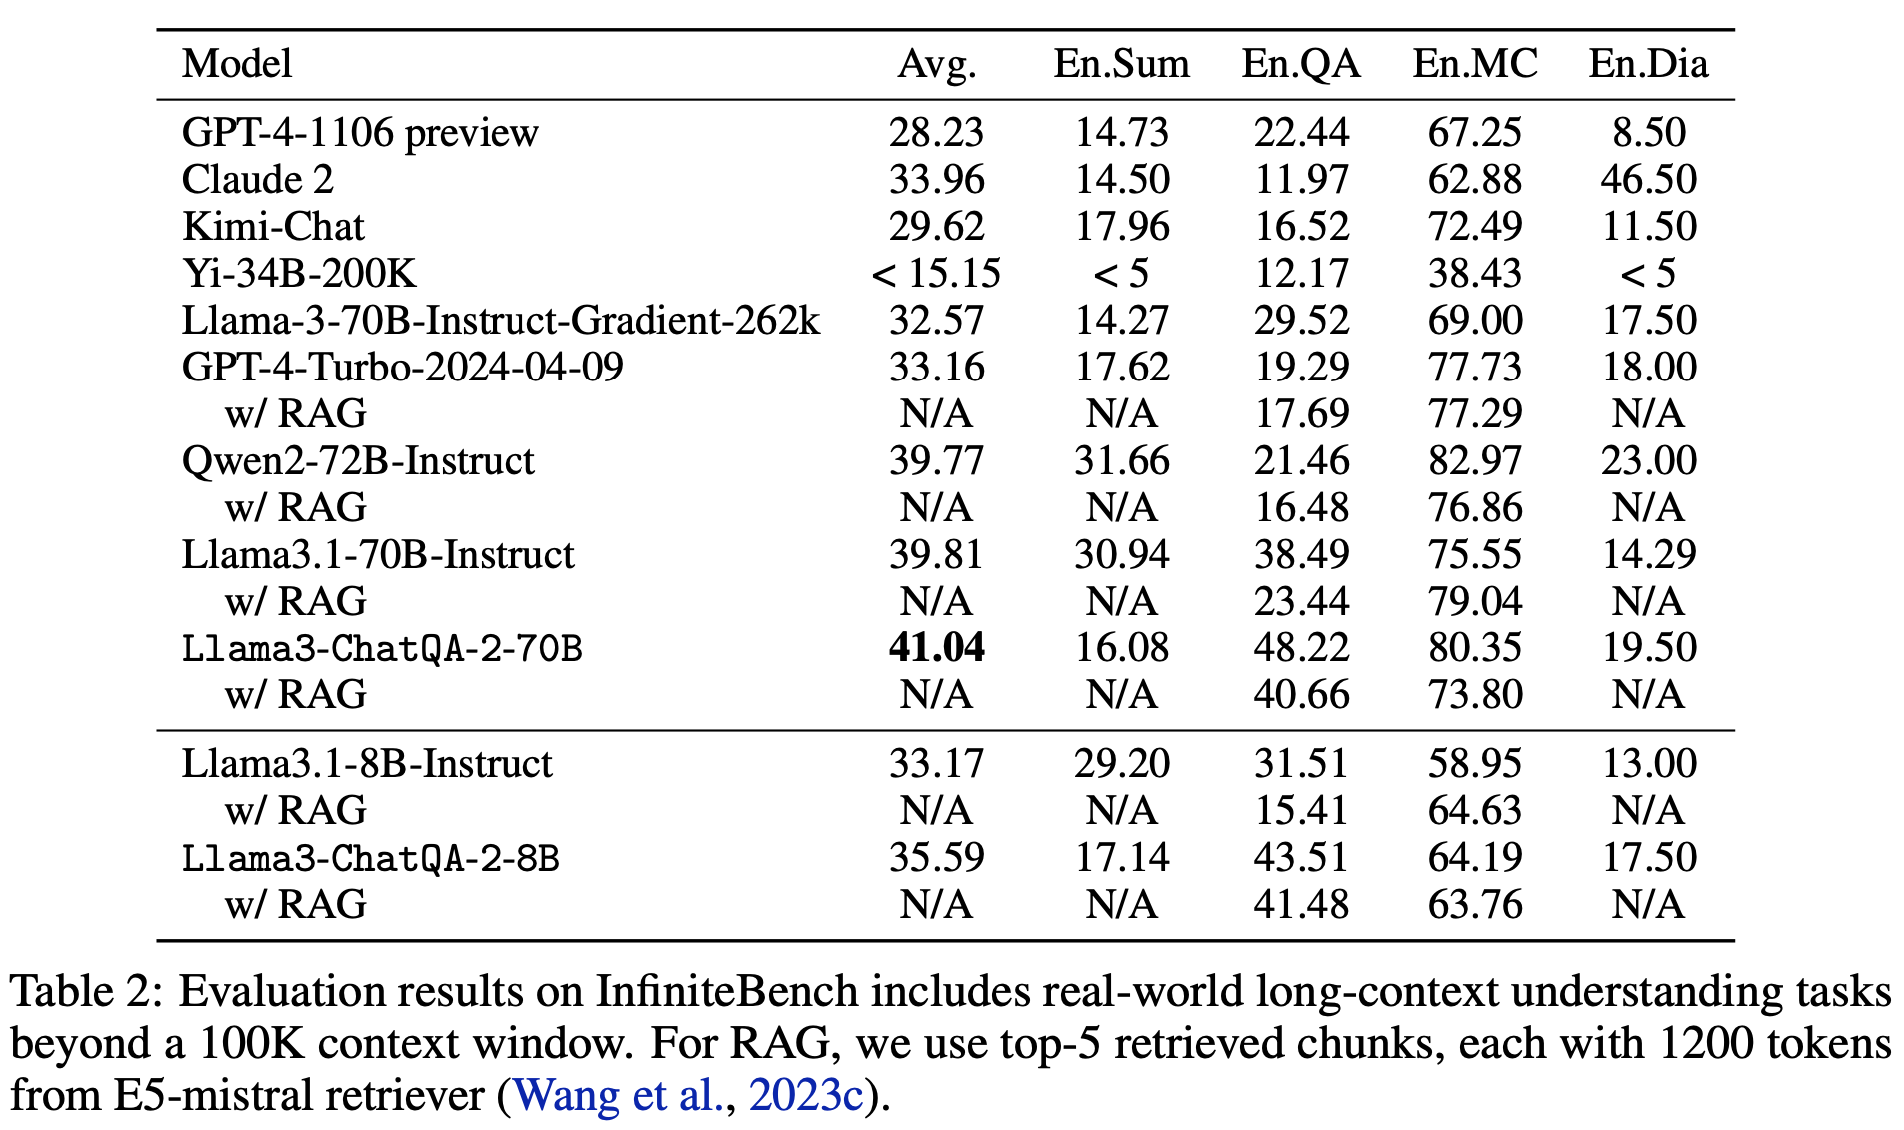 Model Avg. En.Sum En.QA En.MC En.Dia
GPT-4-1106 preview 28.23 14.73 22.44 67.25 8.50
Claude 2 33.96 14.50 11.97 62.88 46.50
Kimi-Chat 29.62 17.96 16.52 72.49 11.50
Yi-34B-200K < 15.15 < 5 12.17 38.43 < 5
Llama-3-70B-Instruct-Gradient-262k 32.57 14.27 29.52 69.00 17.50
GPT-4-Turbo-2024-04-09 33.16 17.62 19.29 77.73 18.00
w/ RAG N/A N/A 17.69 77.29 N/A
Qwen2-72B-Instruct 39.77 31.66 21.46 82.97 23.00
w/ RAG N/A N/A 16.48 76.86 N/A
Llama3.1-70B-Instruct 39.81 30.94 38.49 75.55 14.29
w/ RAG N/A N/A 23.44 79.04 N/A
Llama3-ChatQA-2-70B 41.04 16.08 48.22 80.35 19.50
w/ RAG N/A N/A 40.66 73.80 N/A
Llama3.1-8B-Instruct 33.17 29.20 31.51 58.95 13.00
w/ RAG N/A N/A 15.41 64.63 N/A
Llama3-ChatQA-2-8B 35.59 17.14 43.51 64.19 17.50
w/ RAG N/A N/A 41.48 63.76 N/A
Table 2: Evaluation results on InfiniteBench includes real-world long-context understanding tasks
beyond a 100K context window. For RAG, we use top-5 retrieved chunks, each with 1200 tokens
from E5-mistral retriever (Wang et al., 2023c).